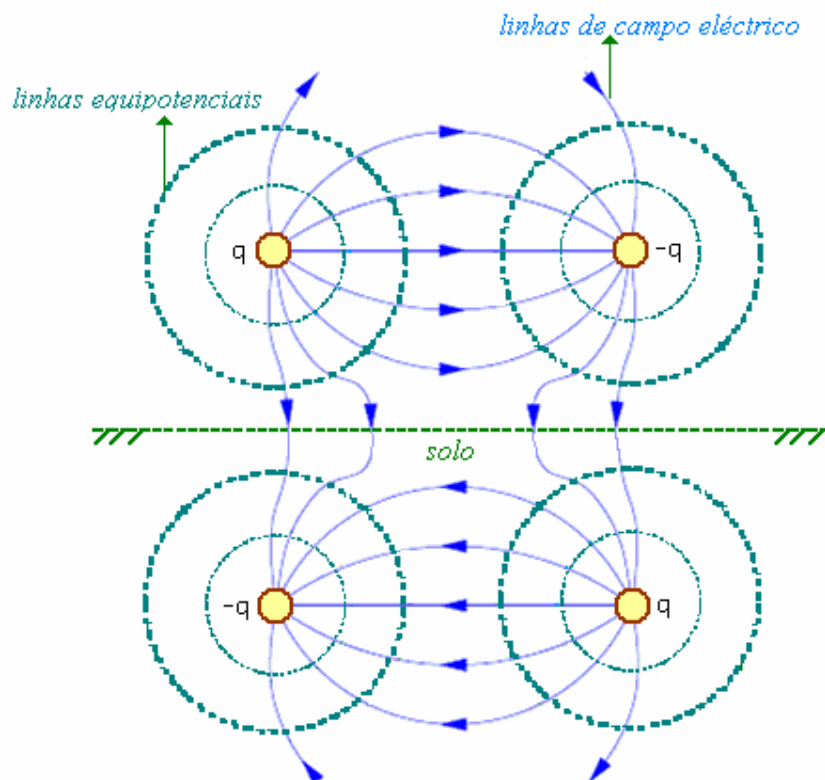 linhas de campo eléctrico
linhas equipotenciais
q
-q
solo
-q
q